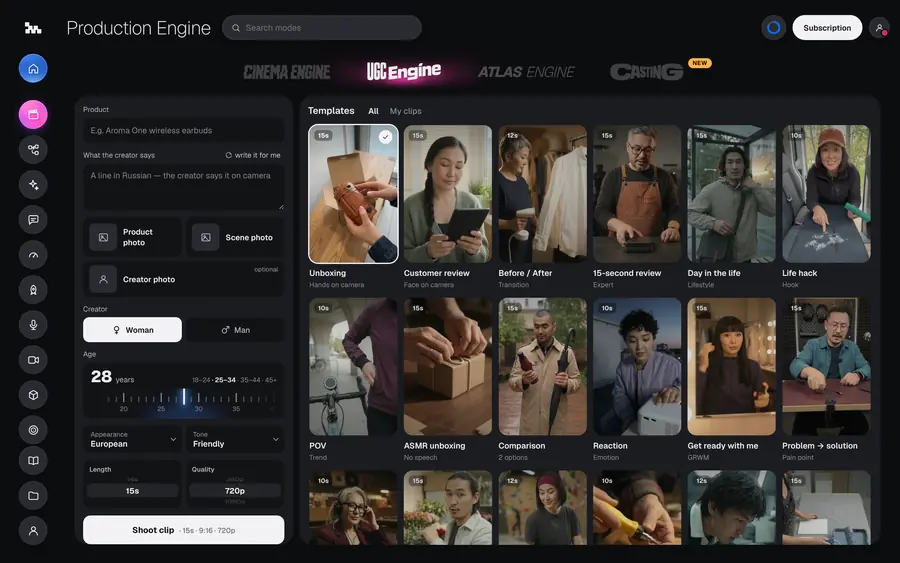 Production Engine
Search modes
Subscription
CINEMA ENGINE
UGC Engine
ATLAS ENGINE
CASTING
NEW
Product
E.g. Aroma One wireless earbuds
What the creator says
write it for me
A line in Russian — the creator says it on camera
Product photo
Scene photo
Creator photo
optional
Creator
Woman
Man
Age
28 years
18–24 · 25–34 · 35–44 · 45+
20 25 30 35
Appearance
European
Tone
Friendly
Length
15s
Quality
720p
Shoot clip · 15s · 9:16 · 720p
Templates
All
My clips
15s
Unboxing
Hands on camera
15s
Customer review
Face on camera
12s
Before / After
Transition
15s
15-second review
Expert
15s
Day in the life
Lifestyle
10s
Life hack
Hook
10s
POV
Trend
15s
ASMR unboxing
No speech
15s
Comparison
2 options
10s
Reaction
Emotion
15s
Get ready with me
GRWM
15s
Problem → solution
Pain point
10s
15s
12s
10s
15s
15s